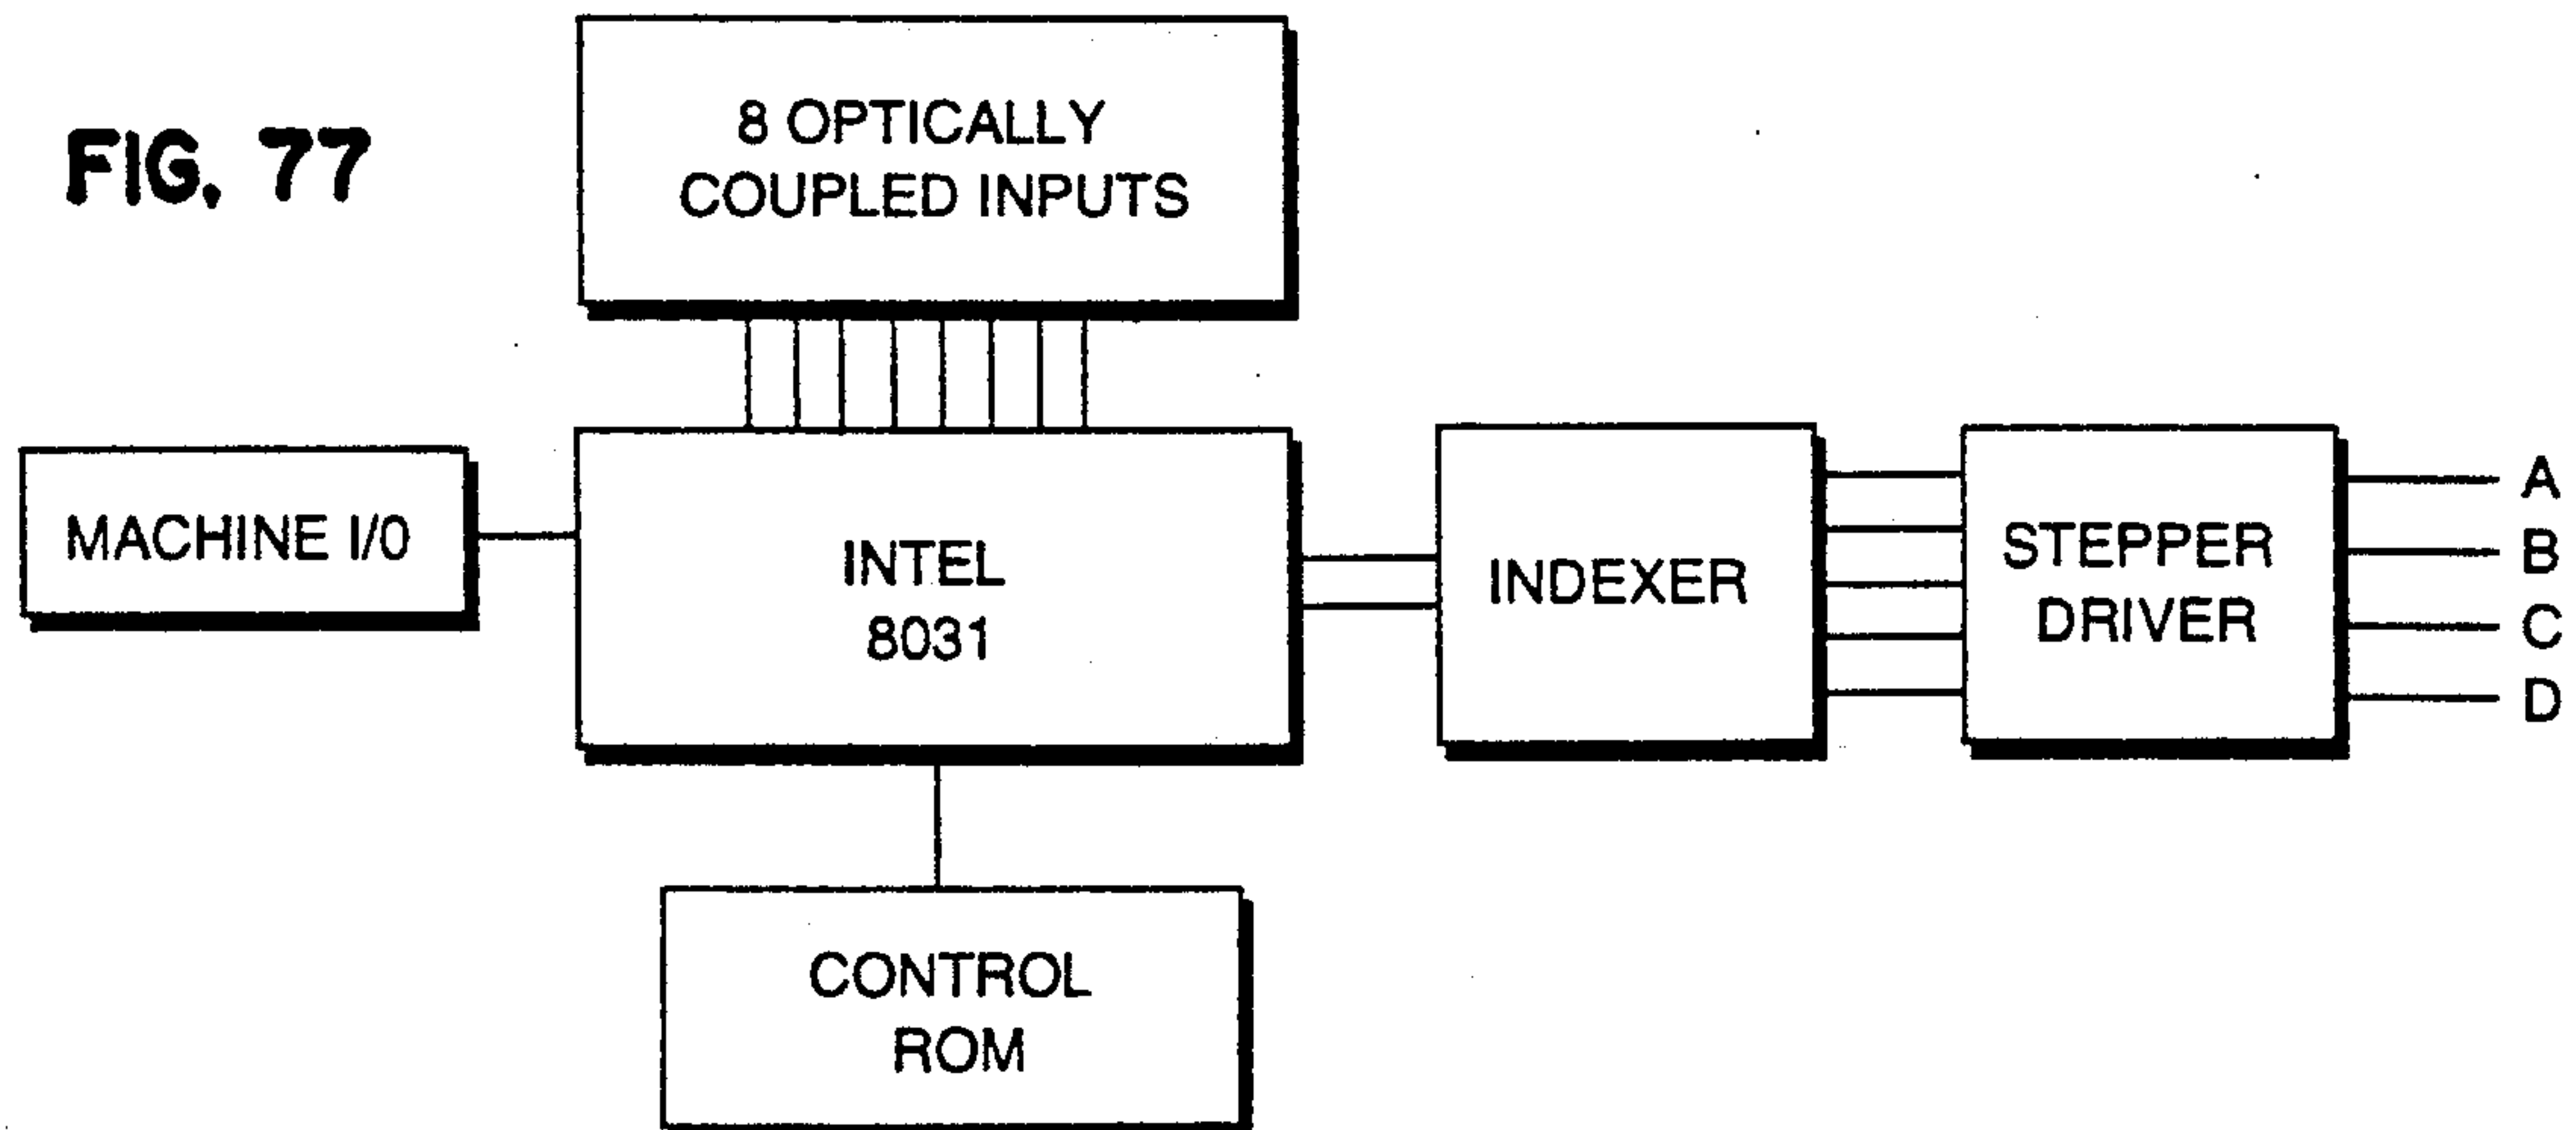 FIG. 77
8 OPTICALLY
COUPLED INPUTS
MACHINE I/0
INTEL
8031
INDEXER
STEPPER
DRIVER
A
B
C
D
CONTROL
ROM